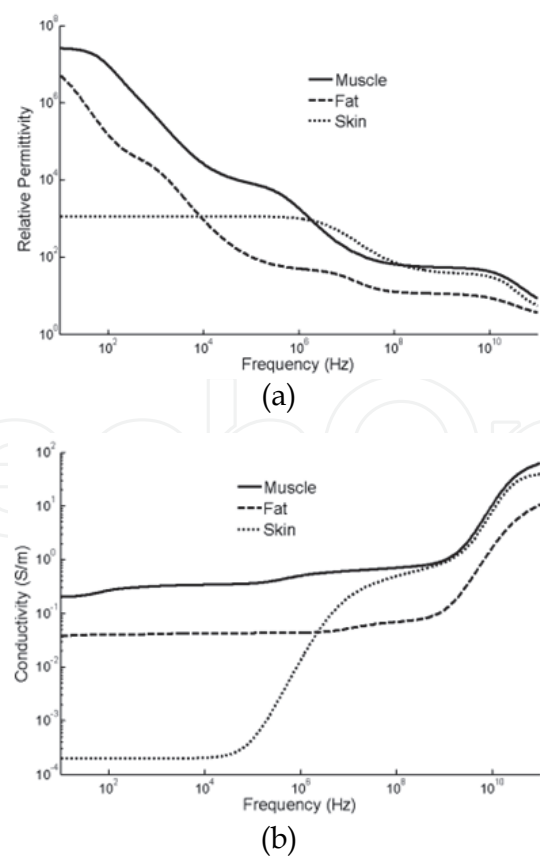 10^8
10^6
10^4
10^2
10^0
Relative Permittivity
Muscle
Fat
Skin
10^2 10^4 10^6 10^8 10^10
Frequency (Hz)
(a)
10^2
10^1
10^0
10^-1
10^-2
10^-3
10^-4
Conductivity (S/m)
Muscle
Fat
Skin
10^2 10^4 10^6 10^8 10^10
Frequency (Hz)
(b)